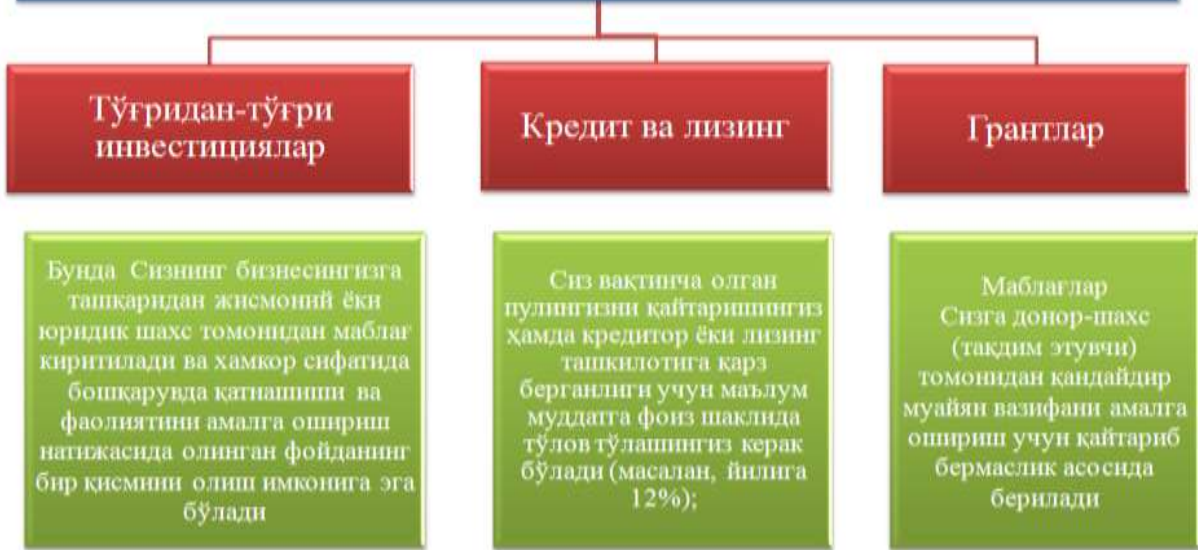 Тўғридан-тўғри
инвестициялар
Кредит ва лизинг
Грантлар
Бунда Сизнинг бизнесингизга
ташқаридан жисмоний ёки
юридик шахс томонидан маблағ
киритилади ва хамкор сифатида
бошқарувда қатнашиши ва
фаолиятини амалга ошириш
натижасида олинган фойданинг
бир қисмини олиш имконига эга
бўлади
Сиз вақтинча олган
пулингизни қайтаришингиз
ҳамда кредитор ёки лизинг
ташкилотига қарз
берганлиги учун маълум
муддатга фоиз шаклида
тўлов тўлашингиз керак
бўлади (масалан, йилига
12%);
Маблағлар
Сизга донор-шахс
(тақдим этувчи)
томонидан қандайдир
муайян вазифани амалга
ошириш учун қайтариб
бермаслик асосида
берилади